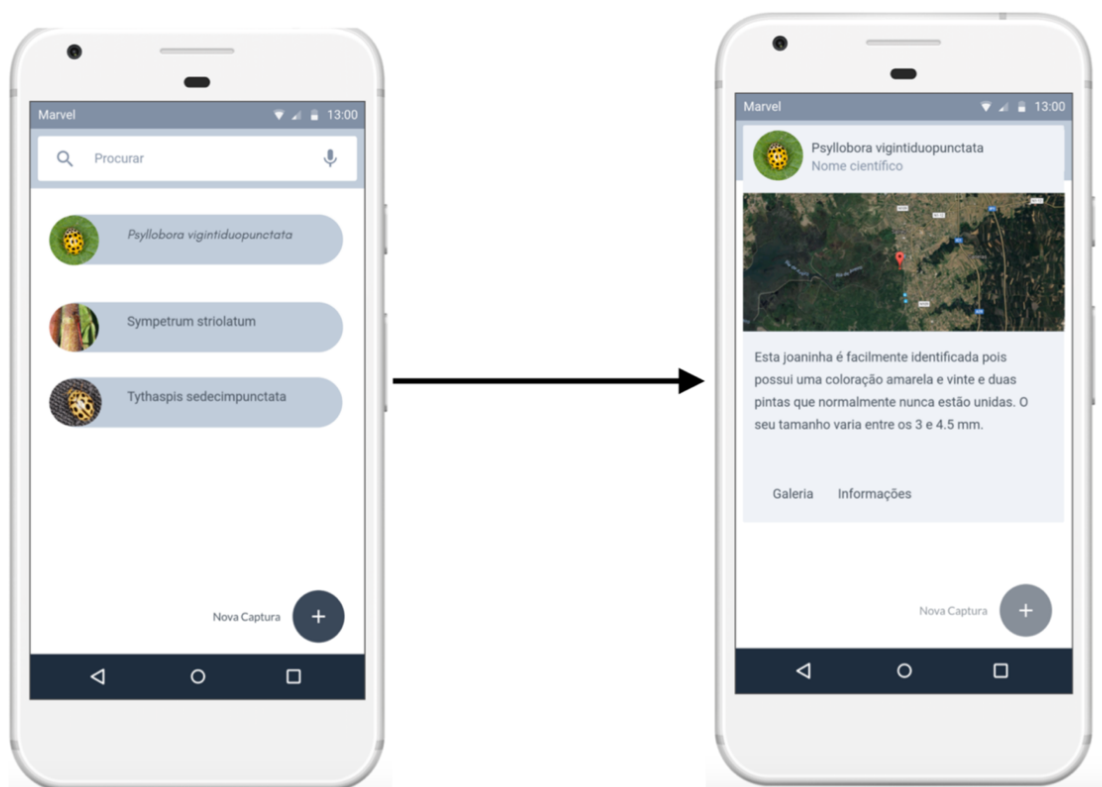 Marvel
13:00
Procurar
Psyllobora vigintiduopunctata
Sympetrum striolatum
Tythaspis sedecimpunctata
Nova Captura
+
Marvel
13:00
Psyllobora vigintiduopunctata
Nome científico
Esta joaninha é facilmente identificada pois
possui uma coloração amarela e vinte e duas
pintas que normalmente nunca estão unidas. O
seu tamanho varia entre os 3 e 4.5 mm.
Galeria
Informações
Nova Captura
+